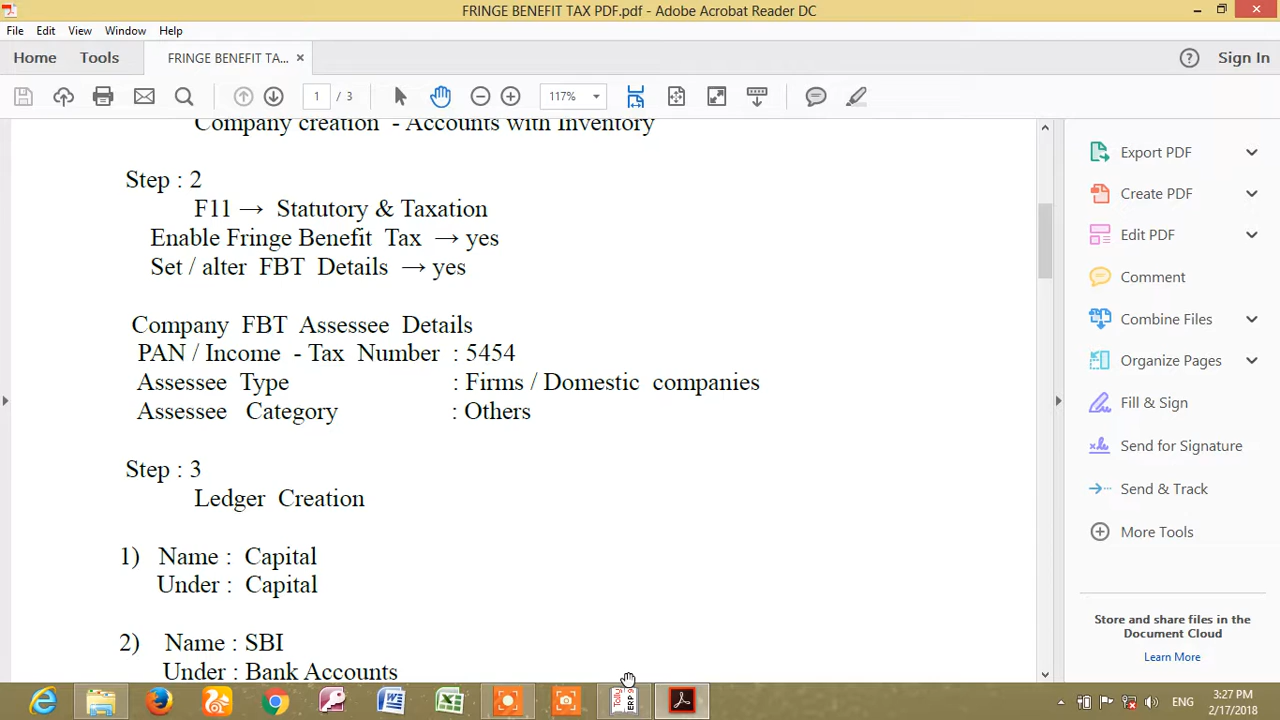 FRINGE BENEFIT TAX PDF.pdf - Adobe Acrobat Reader DC
File Edit View Window Help
Home Tools FRINGE BENEFIT TA... × Sign In
1 / 3 117%
Company creation - Accounts with Inventory
Step : 2
F11 → Statutory & Taxation
Enable Fringe Benefit Tax → yes
Set / alter FBT Details → yes
Company FBT Assessee Details
PAN / Income - Tax Number : 5454
Assessee Type : Firms / Domestic companies
Assessee Category : Others
Step : 3
Ledger Creation
1) Name : Capital
Under : Capital
2) Name : SBI
Under : Bank Accounts
Export PDF
Create PDF
Edit PDF
Comment
Combine Files
Organize Pages
Fill & Sign
Send for Signature
Send & Track
More Tools
Store and share files in the
Document Cloud
Learn More
Tally
ERP 9
ENG
3:27 PM
2/17/2018